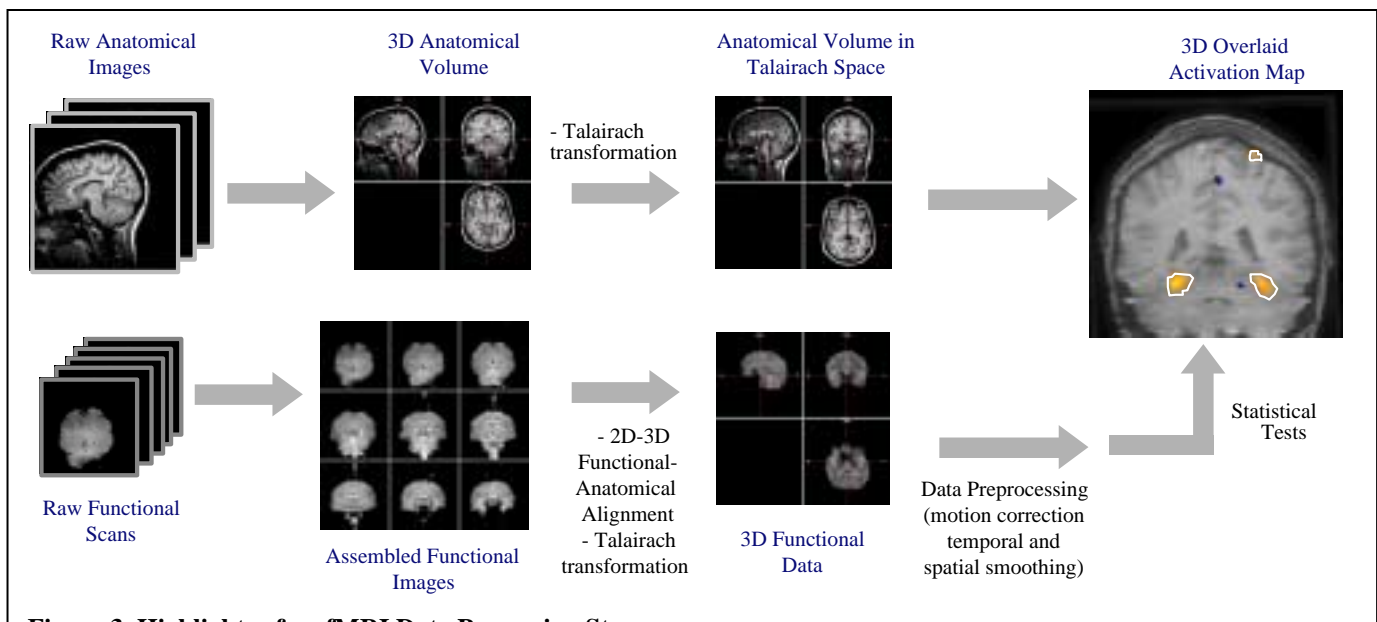 Raw Anatomical
Images
3D Anatomical
Volume
Anatomical Volume in
Talairach Space
3D Overlaid
Activation Map
- Talairach
transformation
Raw Functional
Scans
Assembled Functional
Images
- 2D-3D
Functional-
Anatomical
Alignment
- Talairach
transformation
3D Functional
Data
Data Preprocessing
(motion correction
temporal and
spatial smoothing)
Statistical
Tests